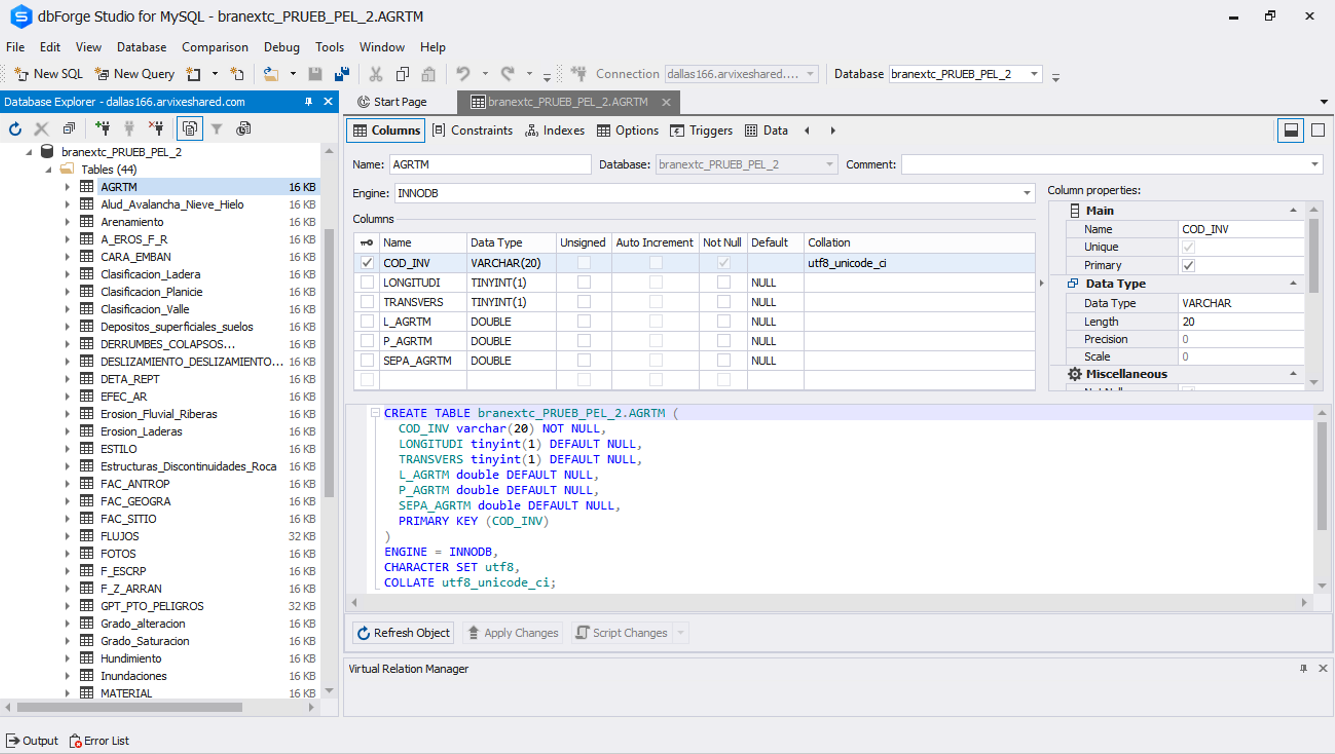 dbForge Studio for MySQL - branextc_PRUEB_PEL_2.AGRTM
File Edit View Database Comparison Debug Tools Window Help
New SQL New Query Connection dallas166.arvixeshared.... Database branextc_PRUEB_PEL_2
Database Explorer - dallas166.arvixeshared.com
branextc_PRUEB_PEL_2
Tables (44)
AGRTM 16 KB
Alud_Avalancha_Nieve_Hielo 16 KB
Arenamiento 16 KB
A_EROS_F_R 16 KB
CARA_EMBAN 16 KB
Clasificacion_Ladera 16 KB
Clasificacion_Planicie 16 KB
Clasificacion_Valle 16 KB
Depositos_superficiales_suelos 16 KB
DERRUMBES_COLAPSOS... 16 KB
DESLIZAMIENTO_DESLIZAMIENTO... 16 KB
DETA_REPT 16 KB
EFEC_AR 16 KB
Erosion_Fluvial_Riberas 16 KB
Erosion_Laderas 16 KB
ESTILO 16 KB
Estructuras_Discontinuidades_Roca 16 KB
FAC_ANTROP 16 KB
FAC_GEOGRA 16 KB
FAC_SITIO 16 KB
FLUJOS 32 KB
FOTOS 16 KB
F_ESCRP 16 KB
F_Z_ARRAN 16 KB
GPT_PTO_PELIGROS 32 KB
Grado_alteracion 16 KB
Grado_Saturacion 16 KB
Hundimiento 16 KB
Inundaciones 16 KB
MATERIAL 16 KB
Start Page branextc_PRUEB_PEL_2.AGRTM
Columns Constraints Indexes Options Triggers Data
Name: AGRTM Database: branextc_PRUEB_PEL_2 Comment:
Engine: INNODB
Columns
Name Data Type Unsigned Auto Increment Not Null Default Collation
COD_INV VARCHAR(20) utf8_unicode_ci
LONGITUDI TINYINT(1) NULL
TRANSVERS TINYINT(1) NULL
L_AGRTM DOUBLE NULL
P_AGRTM DOUBLE NULL
SEPA_AGRTM DOUBLE NULL
Column properties:
Main
Name COD_INV
Unique
Primary
Data Type
Data Type VARCHAR
Length 20
Precision 0
Scale 0
Miscellaneous
CREATE TABLE branextc_PRUEB_PEL_2.AGRTM (
COD_INV varchar(20) NOT NULL,
LONGITUDI tinyint(1) DEFAULT NULL,
TRANSVERS tinyint(1) DEFAULT NULL,
L_AGRTM double DEFAULT NULL,
P_AGRTM double DEFAULT NULL,
SEPA_AGRTM double DEFAULT NULL,
PRIMARY KEY (COD_INV)
)
ENGINE = INNODB,
CHARACTER SET utf8,
COLLATE utf8_unicode_ci;
Refresh Object Apply Changes Script Changes
Virtual Relation Manager
Output Error List